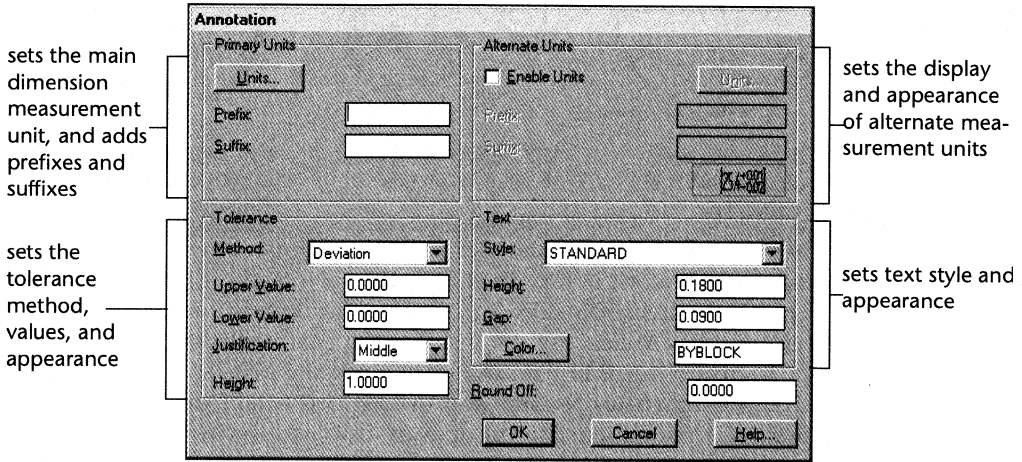 Annotation
sets the main
dimension
measurement
unit, and adds
prefixes and
suffixes
Primary Units
Units...
Prefix:
Suffix:
Alternate Units
Enable Units
Units...
Prefix:
Suffix:
sets the display
and appearance
of alternate mea-
surement units
sets the
tolerance
method,
values, and
appearance
Tolerance
Method: Deviation
Upper Value: 0.0000
Lower Value: 0.0000
Justification: Middle
Height: 1.0000
Text
Style: STANDARD
Height: 0.1800
Gap: 0.0900
Color... BYBLOCK
Round Off: 0.0000
OK Cancel Help...
sets text style and
appearance